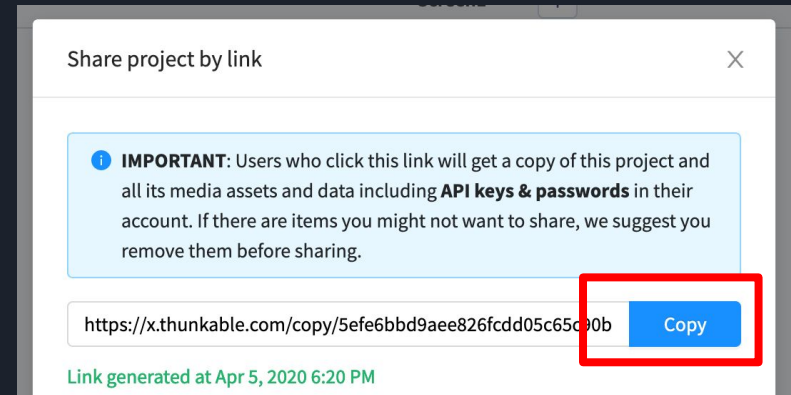 Share project by link
IMPORTANT: Users who click this link will get a copy of this project and
all its media assets and data including API keys & passwords in their
account. If there are items you might not want to share, we suggest you
remove them before sharing.
https://x.thunkable.com/copy/5efe6bbd9aee826fcdd05c65d90b
Copy
Link generated at Apr 5, 2020 6:20 PM